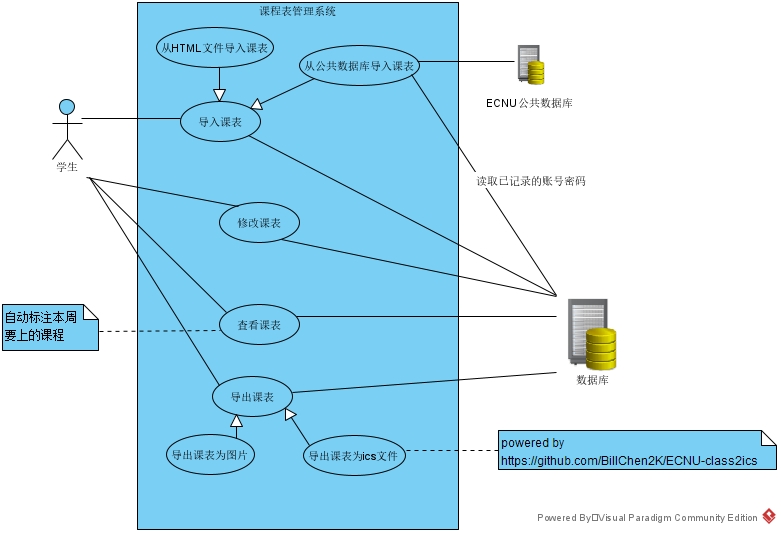 课程表管理系统
从HTML文件导入课表
从公共数据库导入课表
ECNU公共数据库
导入课表
学生
读取已记录的账号密码
修改课表
自动标注本周
要上的课程
查看课表
数据库
导出课表
导出课表为图片
导出课表为ics文件
powered by
https://github.com/BillChen2K/ECNU-class2ics
Powered By Visual Paradigm Community Edition